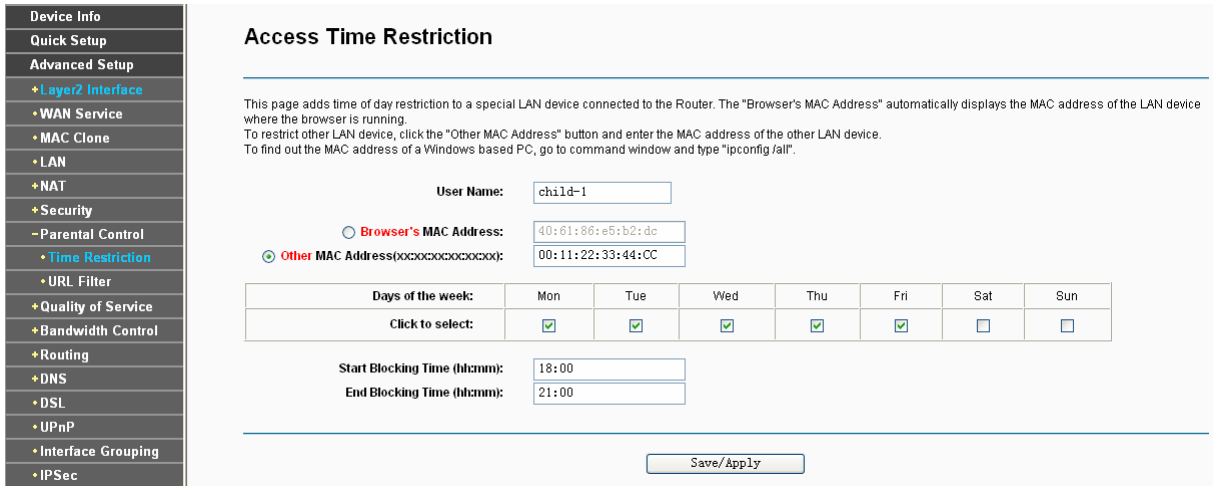 Device Info
Quick Setup
Advanced Setup
+Layer2 Interface
•WAN Service
•MAC Clone
•LAN
+NAT
+Security
-Parental Control
•Time Restriction
•URL Filter
+Quality of Service
+Bandwidth Control
+Routing
+DNS
•DSL
•UPnP
•Interface Grouping
•IPSec
Access Time Restriction
This page adds time of day restriction to a special LAN device connected to the Router. The "Browser's MAC Address" automatically displays the MAC address of the LAN device
where the browser is running.
To restrict other LAN device, click the "Other MAC Address" button and enter the MAC address of the other LAN device.
To find out the MAC address of a Windows based PC, go to command window and type "ipconfig /all".
User Name: child-1
Browser's MAC Address: 40:61:86:e5:b2:dc
Other MAC Address(xx:xx:xx:xx:xx:xx): 00:11:22:33:44:CC
Days of the week: Mon Tue Wed Thu Fri Sat Sun
Click to select:
Start Blocking Time (hh:mm): 18:00
End Blocking Time (hh:mm): 21:00
Save/Apply